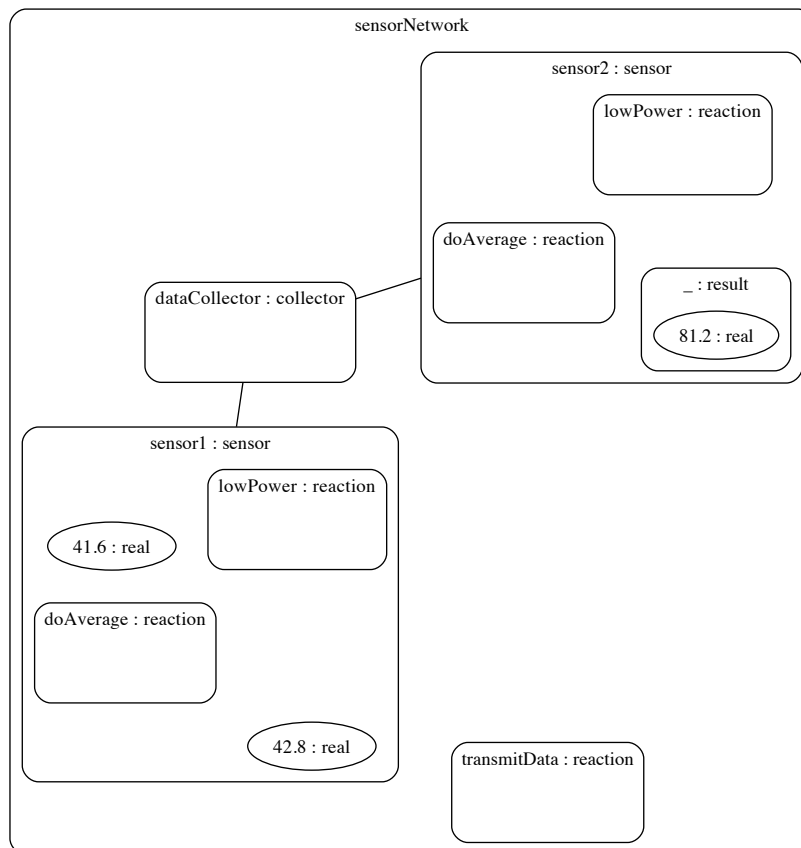 sensorNetwork
sensor2 : sensor
lowPower : reaction
doAverage : reaction
_ : result
81.2 : real
dataCollector : collector
sensor1 : sensor
lowPower : reaction
41.6 : real
doAverage : reaction
42.8 : real
transmitData : reaction